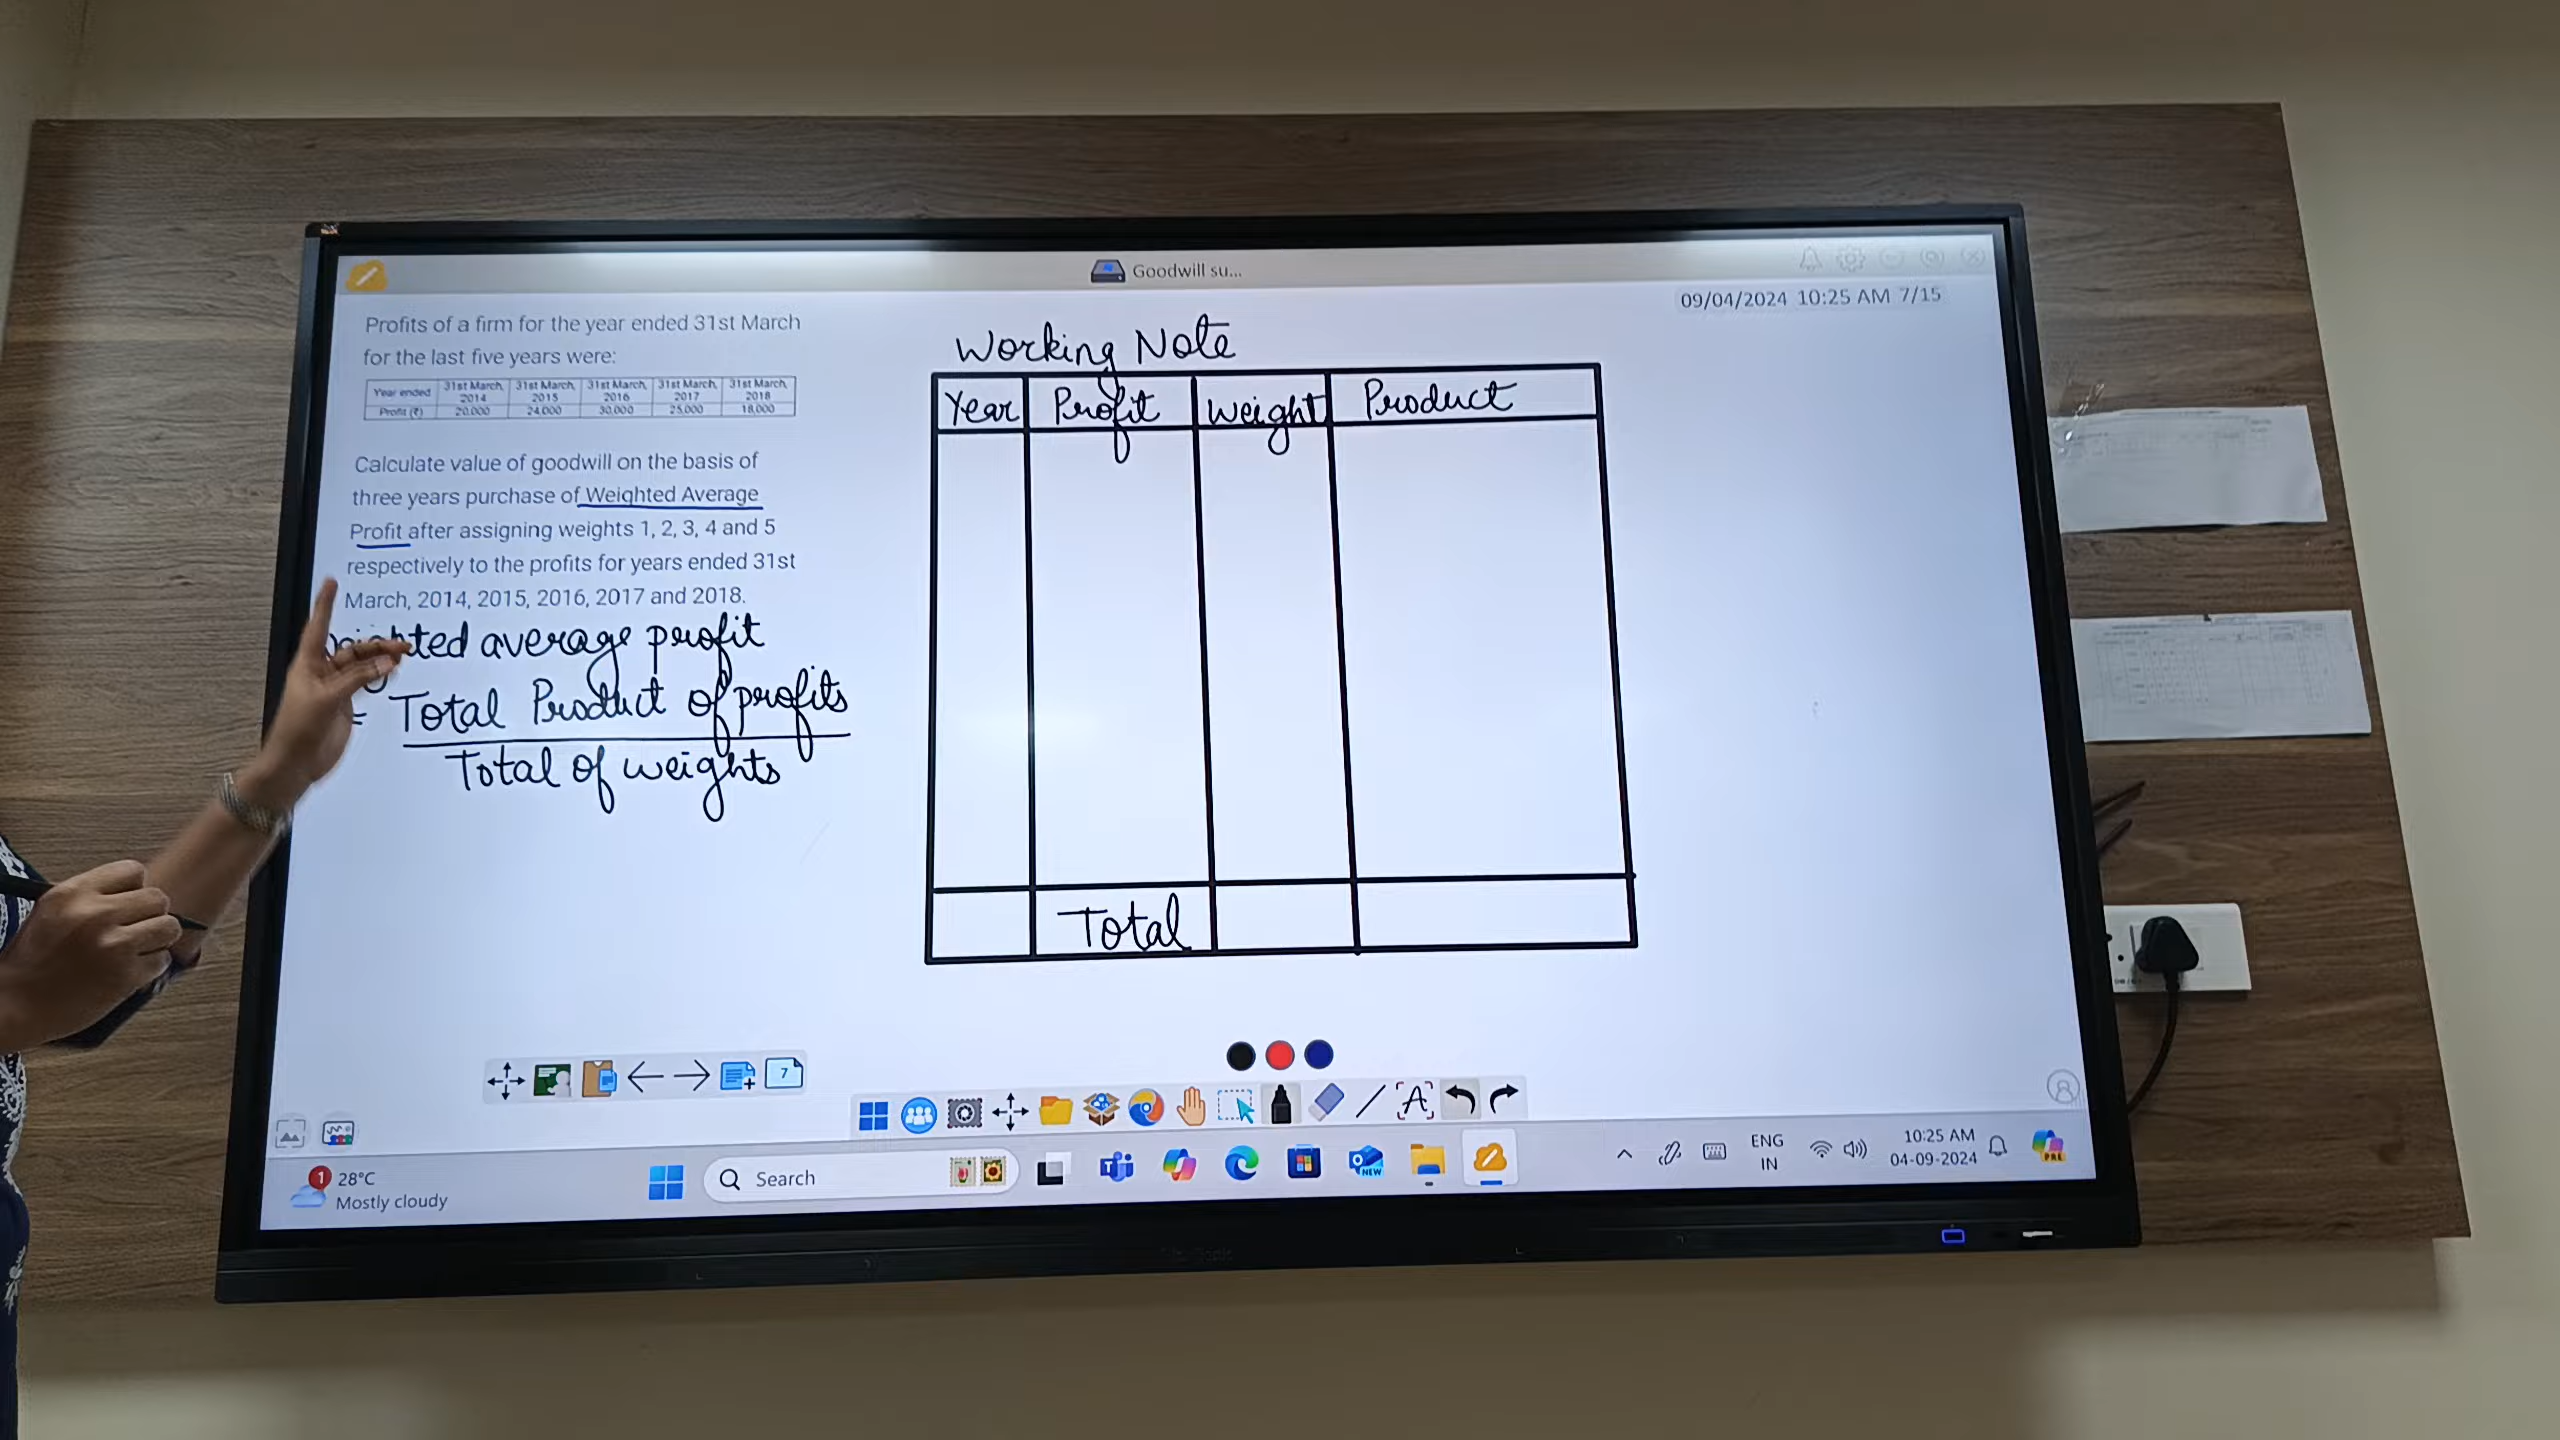 Goodwill su...
09/04/2024 10:25 AM 7/15
Profits of a firm for the year ended 31st March
for the last five years were:
Year ended 31st March, 2014 31st March, 2015 31st March, 2016 31st March, 2017 31st March, 2018
Profit (₹) 20,000 24,000 30,000 25,000 18,000
Calculate value of goodwill on the basis of
three years purchase of Weighted Average
Profit after assigning weights 1, 2, 3, 4 and 5
respectively to the profits for years ended 31st
March, 2014, 2015, 2016, 2017 and 2018.
Weighted average profit
= Total Product of profits
Total of weights
Working Note
Year Profit Weight Product
Total
7
A
1
28°C
Mostly cloudy
Search
NEW
ENG
IN
10:25 AM
04-09-2024
PRE